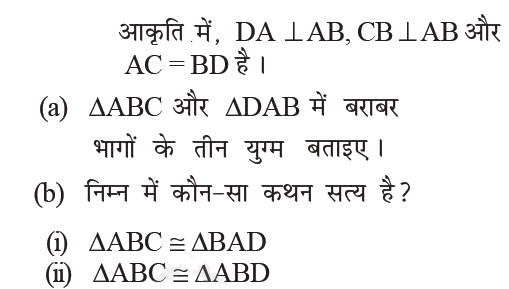 आकृति में, DA ⊥AB, CB ⊥AB और
AC = BD है ।
(a) ΔABC और ΔDAB में बराबर
भागों के तीन युग्म बताइए ।
(b) निम्न में कौन-सा कथन सत्य है ?
(i) ΔABC ≅ ΔBAD
(ii) ΔABC ≅ ΔABD